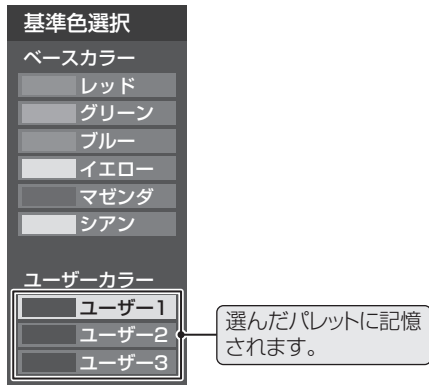 基準色選択
ベースカラー
レッド
グリーン
ブルー
イエロー
マゼンダ
シアン
ユーザーカラー
ユーザー1
ユーザー2
ユーザー3
選んだパレットに記憶
されます。